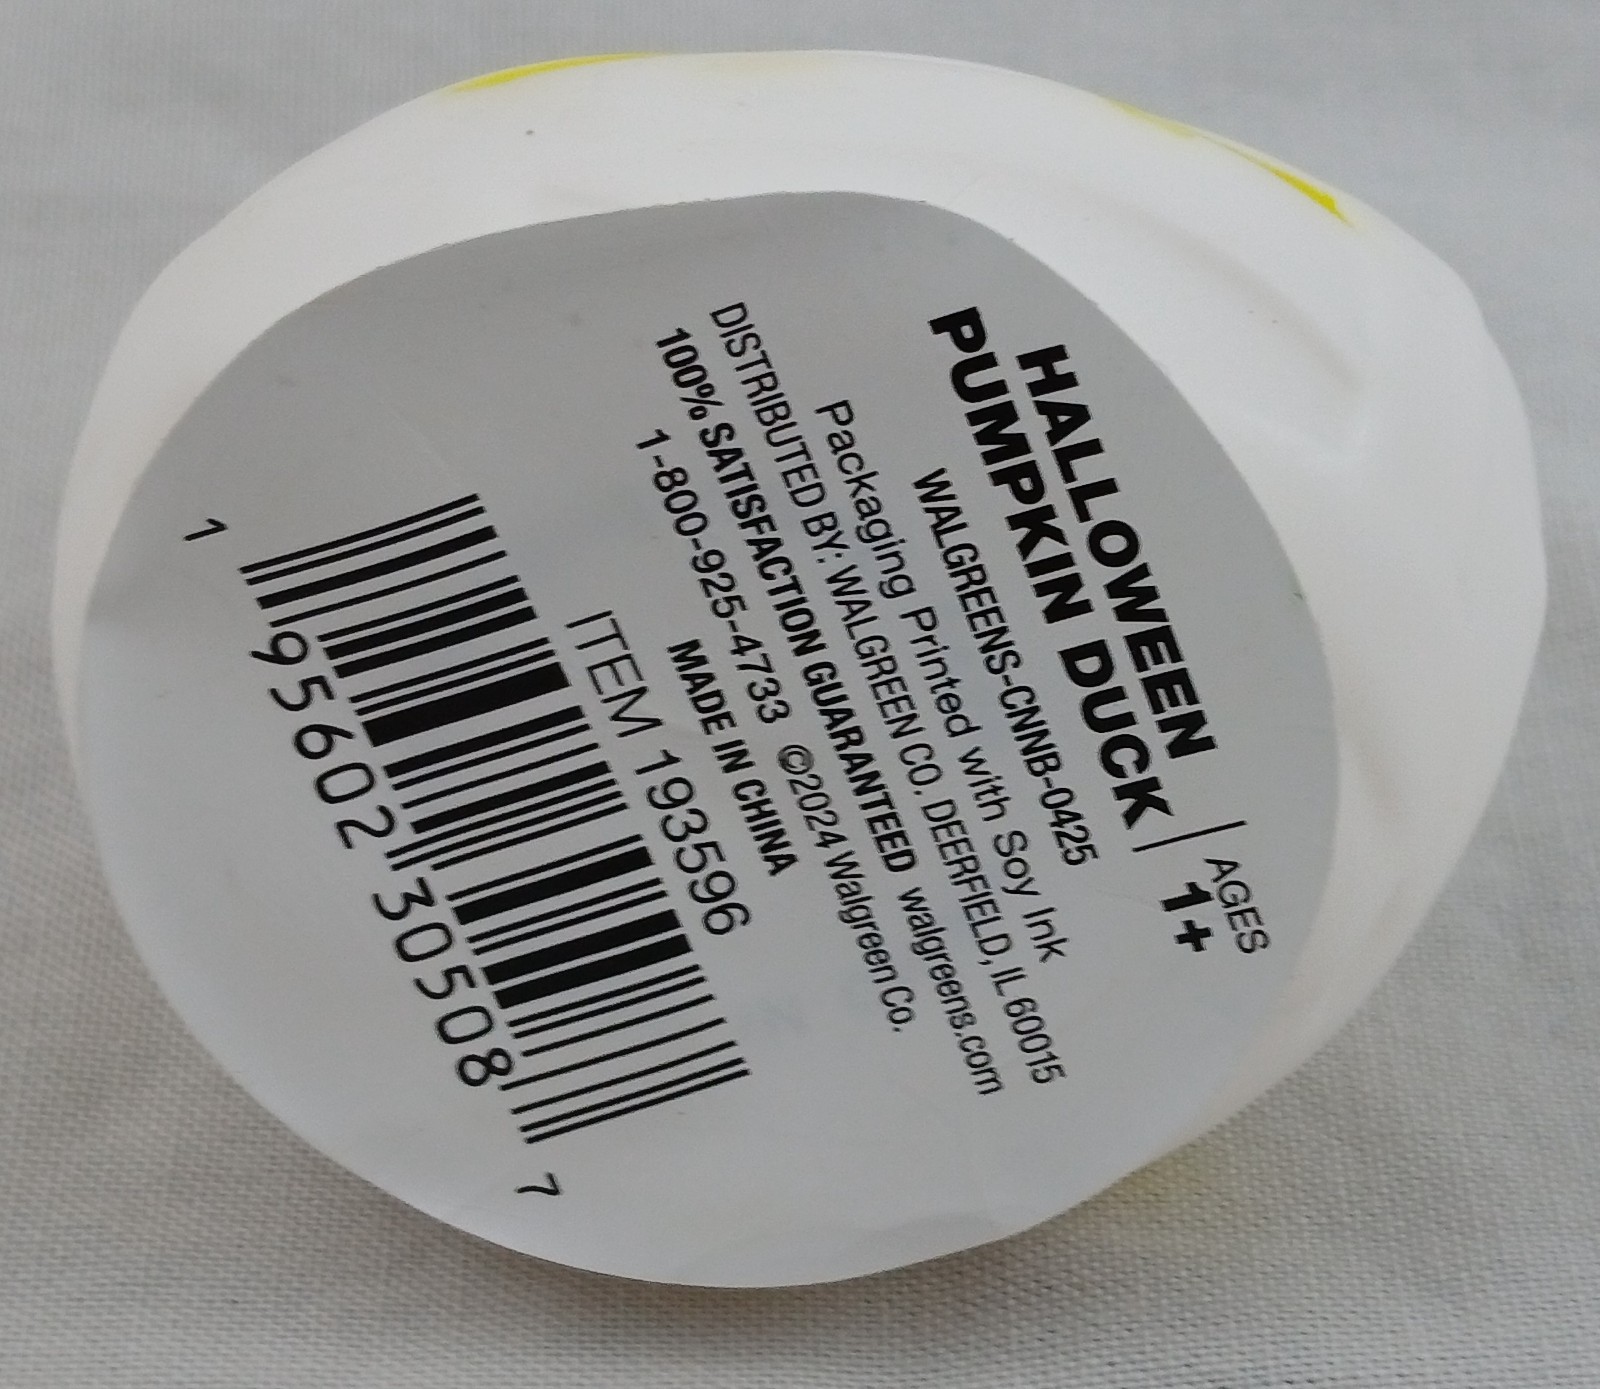 HALLOWEEN
PUMPKIN DUCK
AGES
1+
WALGREENS-CNNB-0425
Packaging Printed with Soy Ink
DISTRIBUTED BY: WALGREEN CO. DEERFIELD, IL 60015
100% SATISFACTION GUARANTEED walgreens.com
1-800-925-4733 ©2024 Walgreen Co.
MADE IN CHINA
ITEM 193596
1 95602 30508 7